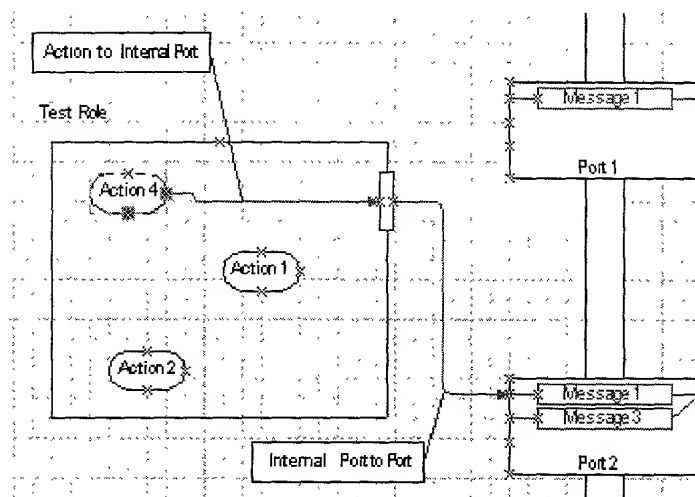 Action to Internal Port
Test Role
Action 4
Action 1
Action 2
Internal Port to Port
Message 1
Port 1
Message 1
Message 3
Port 2